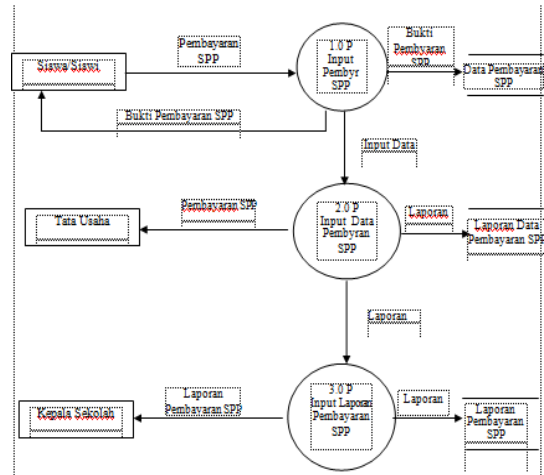 Pembayaran
SPP
Siswa/Siswi
1.0 P
Input
Pembyr
SPP
Bukti
Pembyaran
SPP
Data Pembayaran
SPP
Bukti Pembayaran SPP
Input Data
Pembayaran SPP
Tata Usaha
2.0 P
Input Data
Pembyran
SPP
Laporan
Laporan Data
Pembayaran SPP
Laporan
Laporan
Pembayaran SPP
Kepala Sekolah
3.0 P
Input Laporan
Pembayaran
SPP
Laporan
Laporan
Pembayaran
SPP